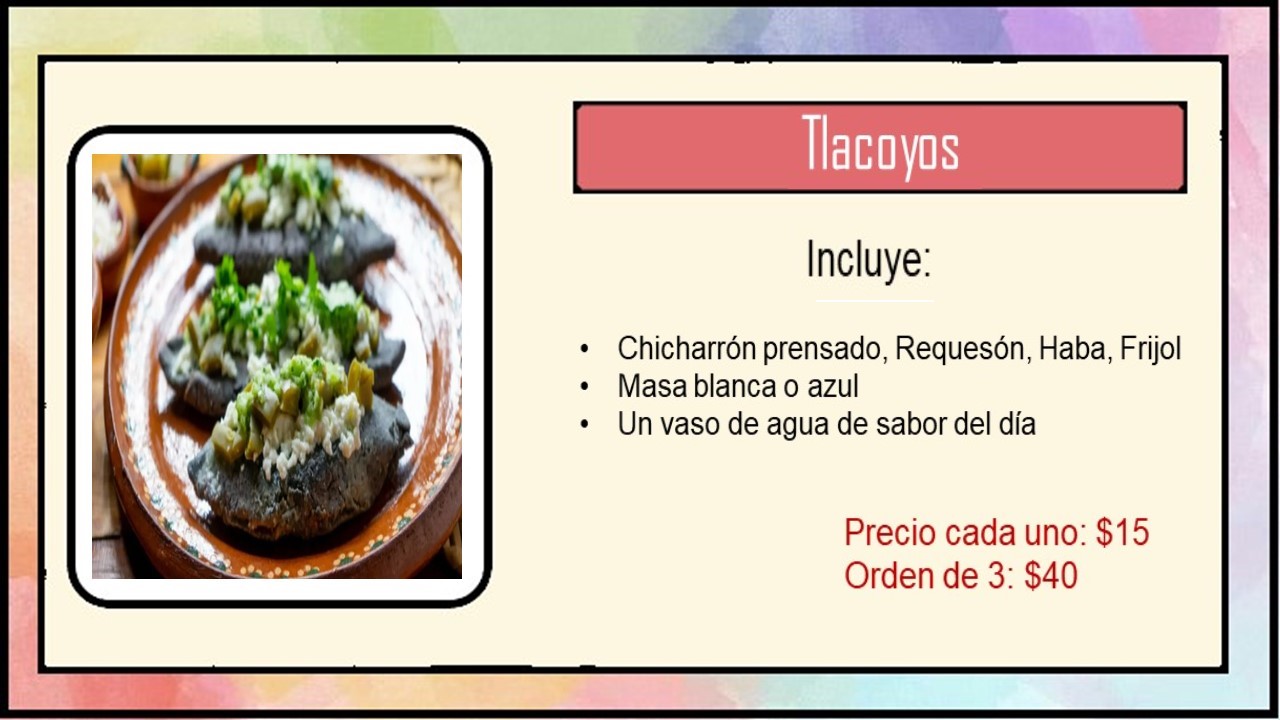 Tlacoyos
Incluye:
• Chicharrón prensado, Requesón, Haba, Frijol
• Masa blanca o azul
• Un vaso de agua de sabor del día
Precio cada uno: $15
Orden de 3: $40